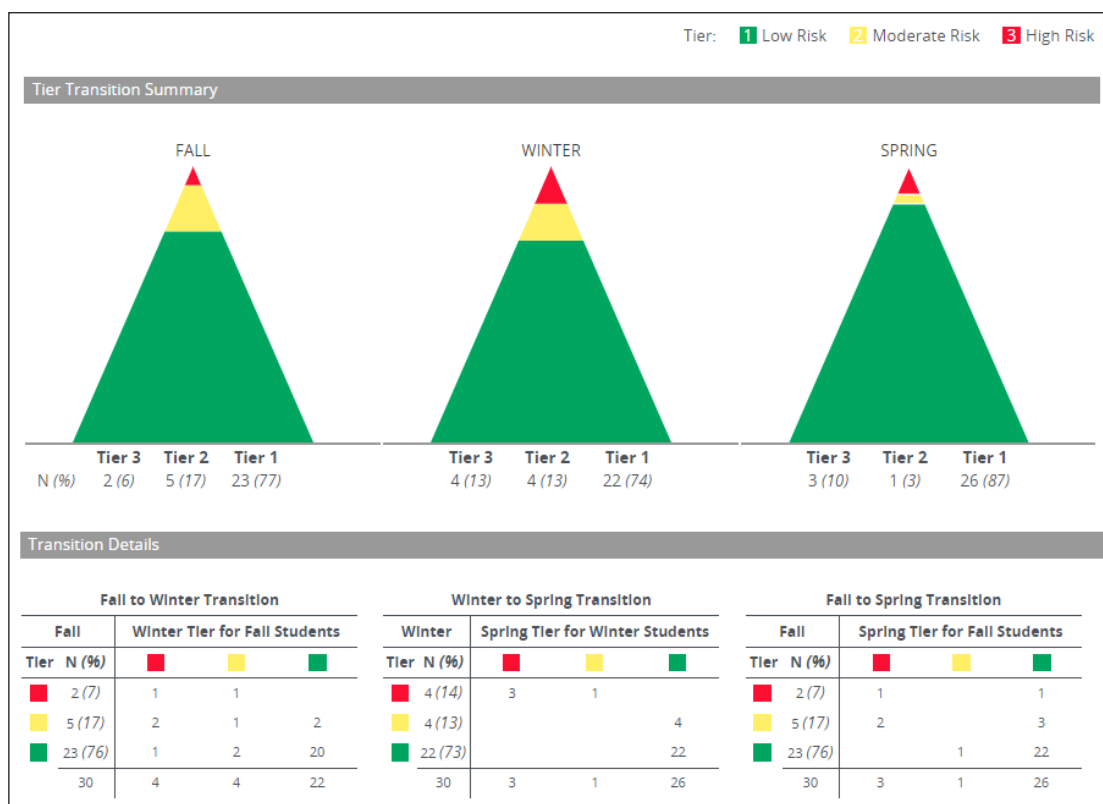 Tier: 1 Low Risk 2 Moderate Risk 3 High Risk
Tier Transition Summary
FALL WINTER SPRING
Tier 3 Tier 2 Tier 1 Tier 3 Tier 2 Tier 1 Tier 3 Tier 2 Tier 1
N (%) 2 (6) 5 (17) 23 (77) 4 (13) 4 (13) 22 (74) 3 (10) 1 (3) 26 (87)
Transition Details
Fall to Winter Transition
Fall Winter Tier for Fall Students
Tier N (%)
2 (7) 1 1
5 (17) 2 1 2
23 (76) 1 2 20
30 4 4 22
Winter to Spring Transition
Winter Spring Tier for Winter Students
Tier N (%)
4 (14) 3 1
4 (13) 4
22 (73) 22
30 3 1 26
Fall to Spring Transition
Fall Spring Tier for Fall Students
Tier N (%)
2 (7) 1 1
5 (17) 2 3
23 (76) 1 22
30 3 1 26